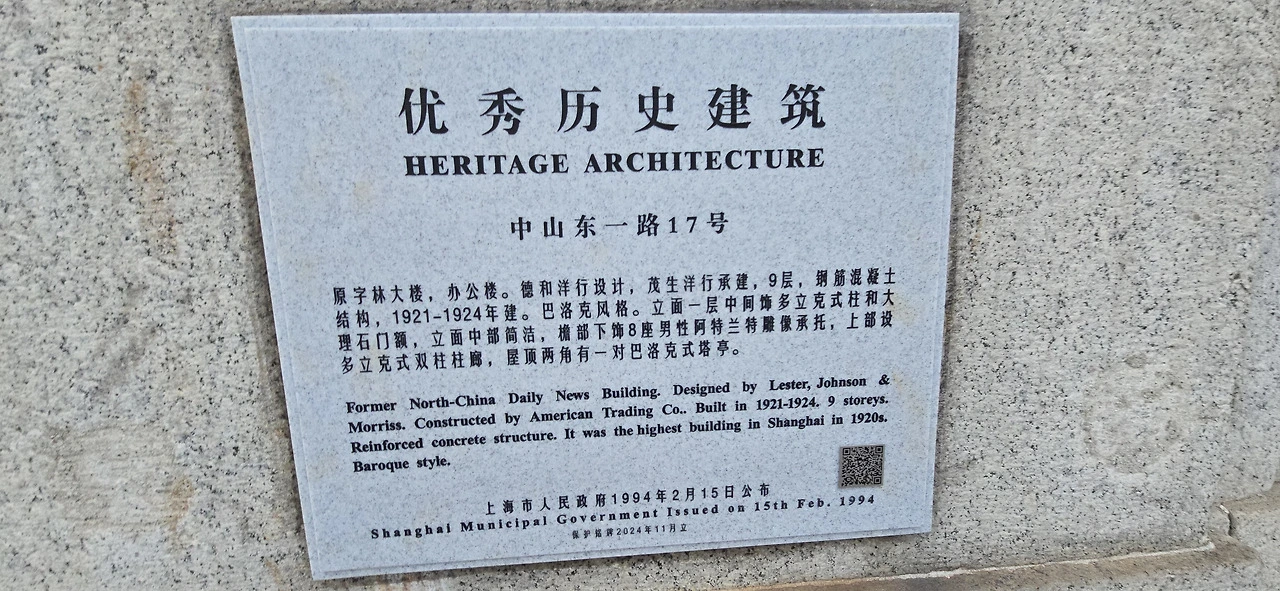 优秀历史建筑
HERITAGE ARCHITECTURE
中山东一路17号
原字林大楼，办公楼。德和洋行设计，茂生洋行承建，9层，钢筋混凝土
结构，1921-1924年建。巴洛克风格。立面一层中间饰多立克式柱和大
理石门额，立面中部简洁，檐部下饰8座男性阿特兰特雕像承托，上部设
多立克式双柱柱廊，屋顶两角有一对巴洛克式塔亭。
Former North-China Daily News Building. Designed by Lester, Johnson &
Morriss. Constructed by American Trading Co.. Built in 1921-1924. 9 storeys.
Reinforced concrete structure. It was the highest building in Shanghai in 1920s.
Baroque style.
上海市人民政府1994年2月15日公布
Shanghai Municipal Government Issued on 15th Feb. 1994
保护铭牌2024年11月立